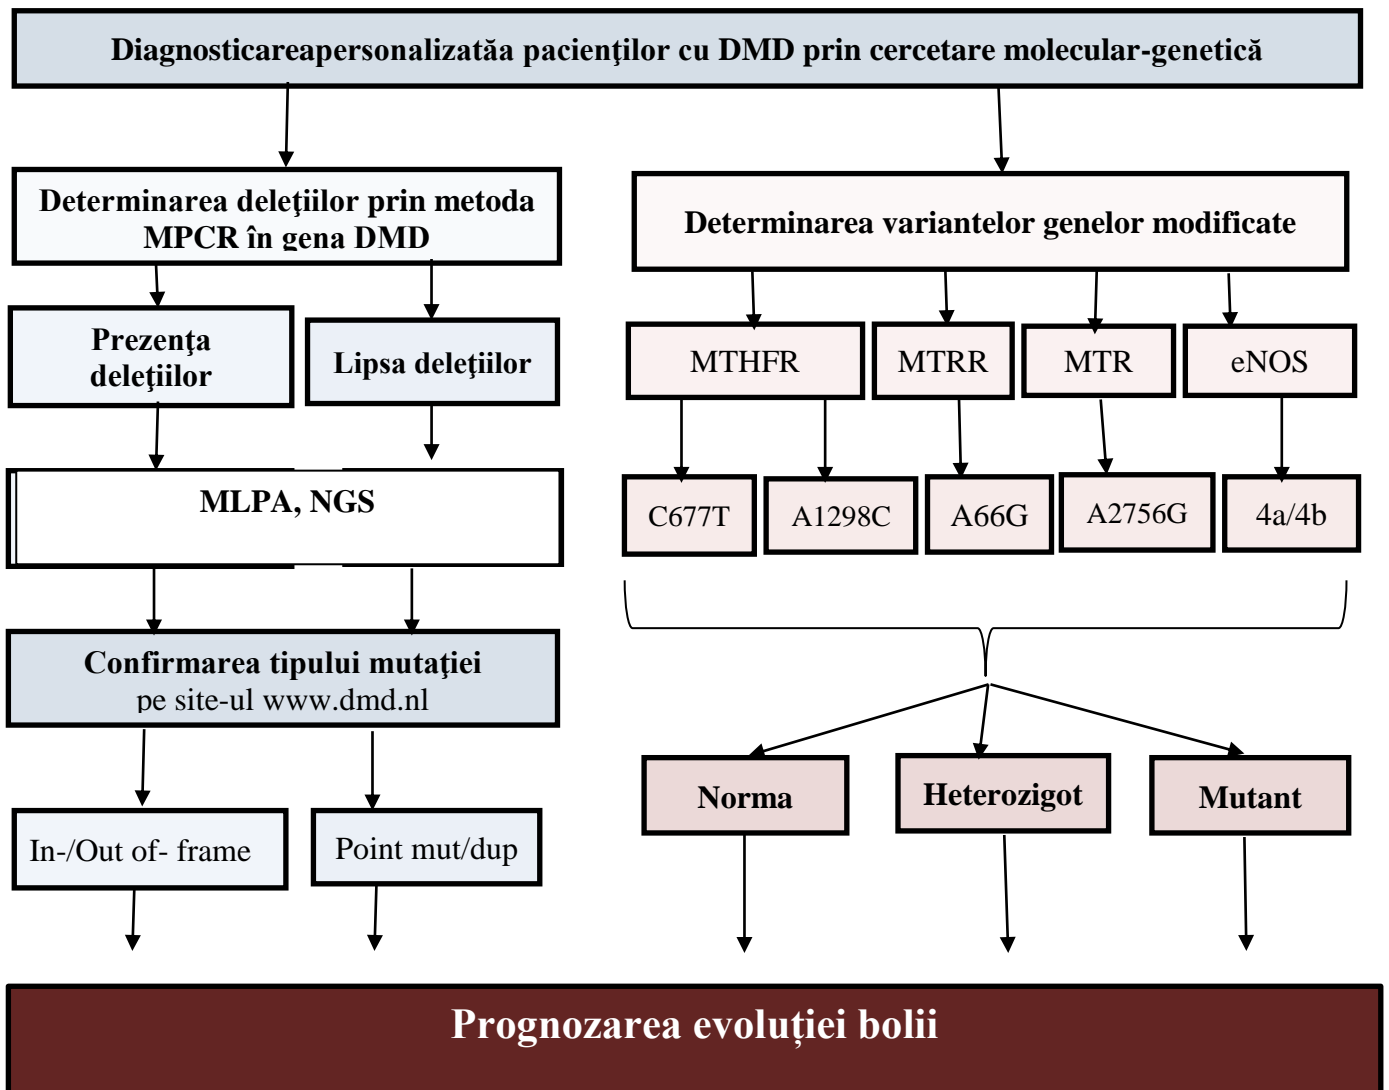 Diagnosticareapersonalizatăa pacienţilor cu DMD prin cercetare molecular-genetică
Determinarea deleţiilor prin metoda
MPCR în gena DMD
Determinarea variantelor genelor modificate
Prezenţa
deleţiilor
Lipsa deleţiilor
MTHFR
MTRR
MTR
eNOS
MLPA, NGS
C677T
A1298C
A66G
A2756G
4a/4b
Confirmarea tipului mutaţiei
pe site-ul www.dmd.nl
Norma
Heterozigot
Mutant
In-/Out of- frame
Point mut/dup
Prognozarea evoluției bolii